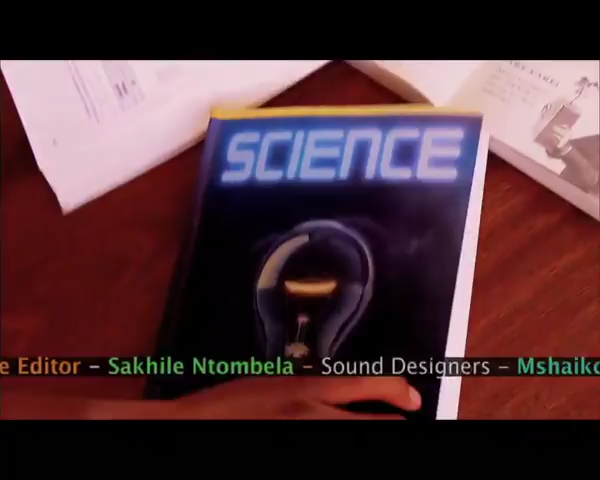 SCIENCE
e Editor – Sakhile Ntombela – Sound Designers – Mshaiko